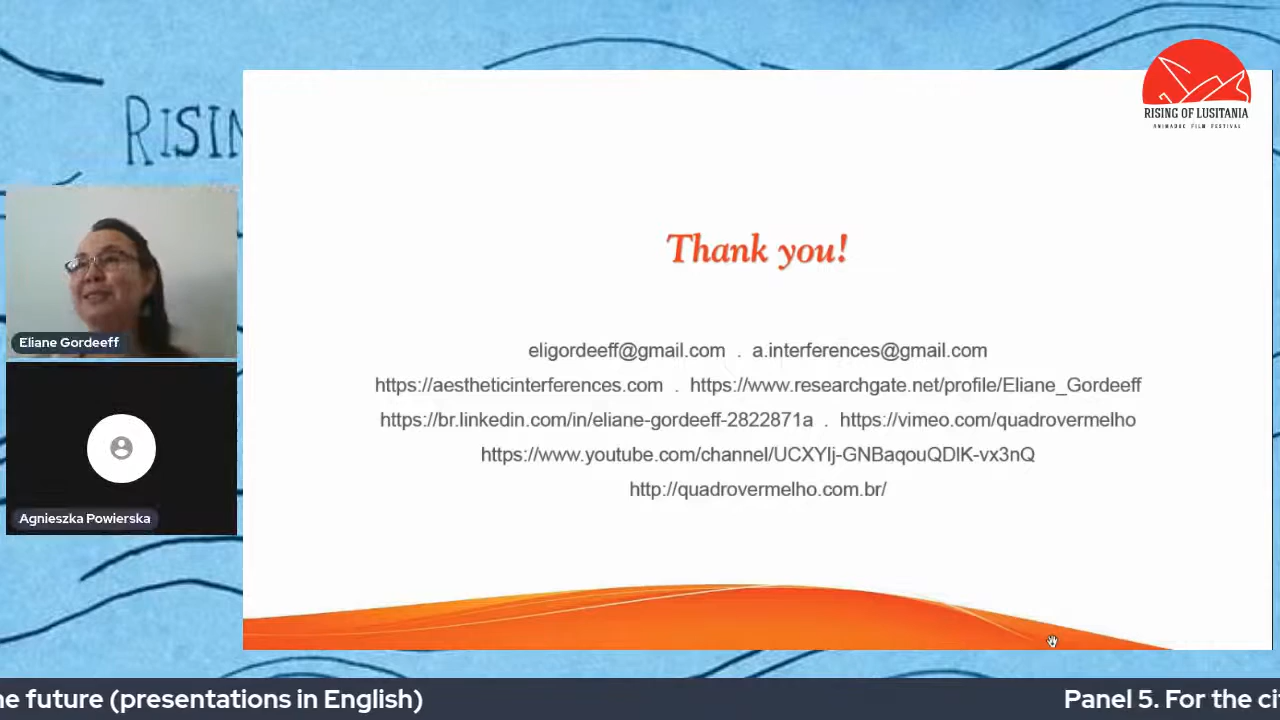 RISIN
RISING OF LUSITANIA
ANIMADOC FILM FESTIVAL
Thank you!
eligordeeff@gmail.com . a.interferences@gmail.com
https://aestheticinterferences.com . https://www.researchgate.net/profile/Eliane_Gordeeff
https://br.linkedin.com/in/eliane-gordeeff-2822871a . https://vimeo.com/quadrovermelho
https://www.youtube.com/channel/UCXYIj-GNBaqouQDIK-vx3nQ
http://quadrovermelho.com.br/
Eliane Gordeeff
Agnieszka Powierska
ne future (presentations in English)
Panel 5. For the cit